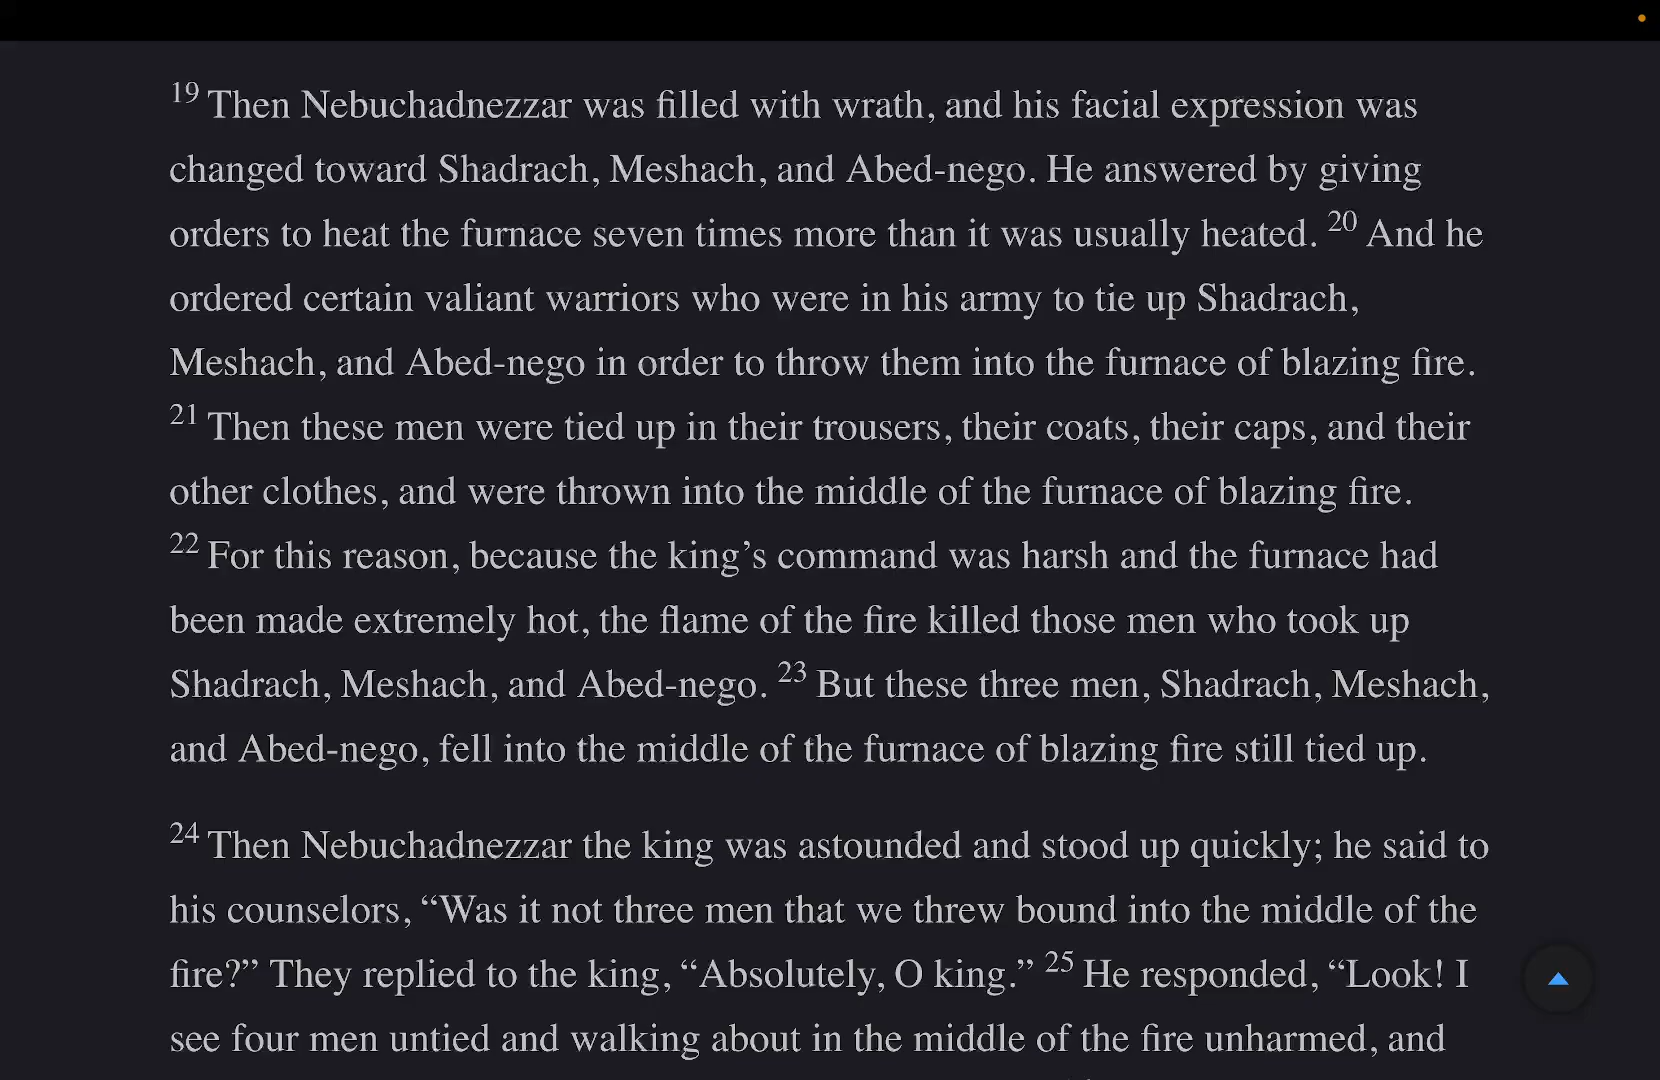 19 Then Nebuchadnezzar was filled with wrath, and his facial expression was
changed toward Shadrach, Meshach, and Abed-nego. He answered by giving
orders to heat the furnace seven times more than it was usually heated. 20 And he
ordered certain valiant warriors who were in his army to tie up Shadrach,
Meshach, and Abed-nego in order to throw them into the furnace of blazing fire.
21 Then these men were tied up in their trousers, their coats, their caps, and their
other clothes, and were thrown into the middle of the furnace of blazing fire.
22 For this reason, because the king’s command was harsh and the furnace had
been made extremely hot, the flame of the fire killed those men who took up
Shadrach, Meshach, and Abed-nego. 23 But these three men, Shadrach, Meshach,
and Abed-nego, fell into the middle of the furnace of blazing fire still tied up.
24 Then Nebuchadnezzar the king was astounded and stood up quickly; he said to
his counselors, “Was it not three men that we threw bound into the middle of the
fire?” They replied to the king, “Absolutely, O king.” 25 He responded, “Look! I
see four men untied and walking about in the middle of the fire unharmed, and